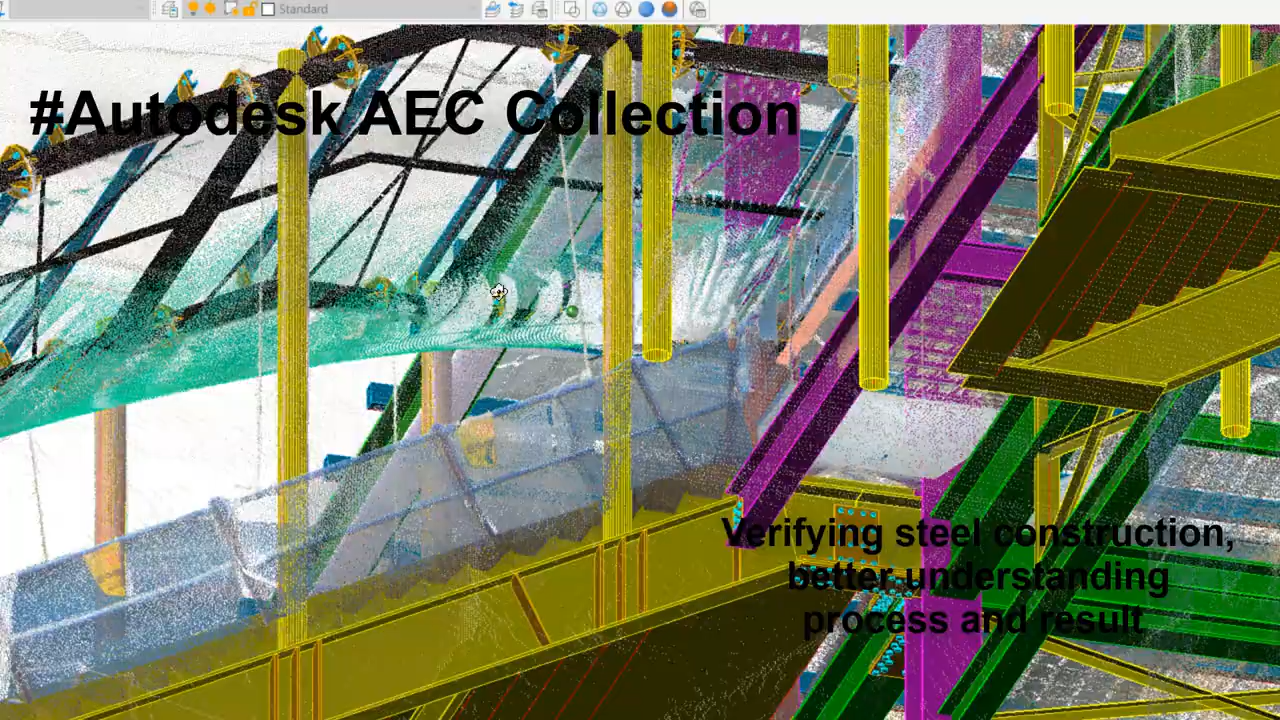 Standard
#Autodesk AEC Collection
Verifying steel construction,
better understanding
process and result